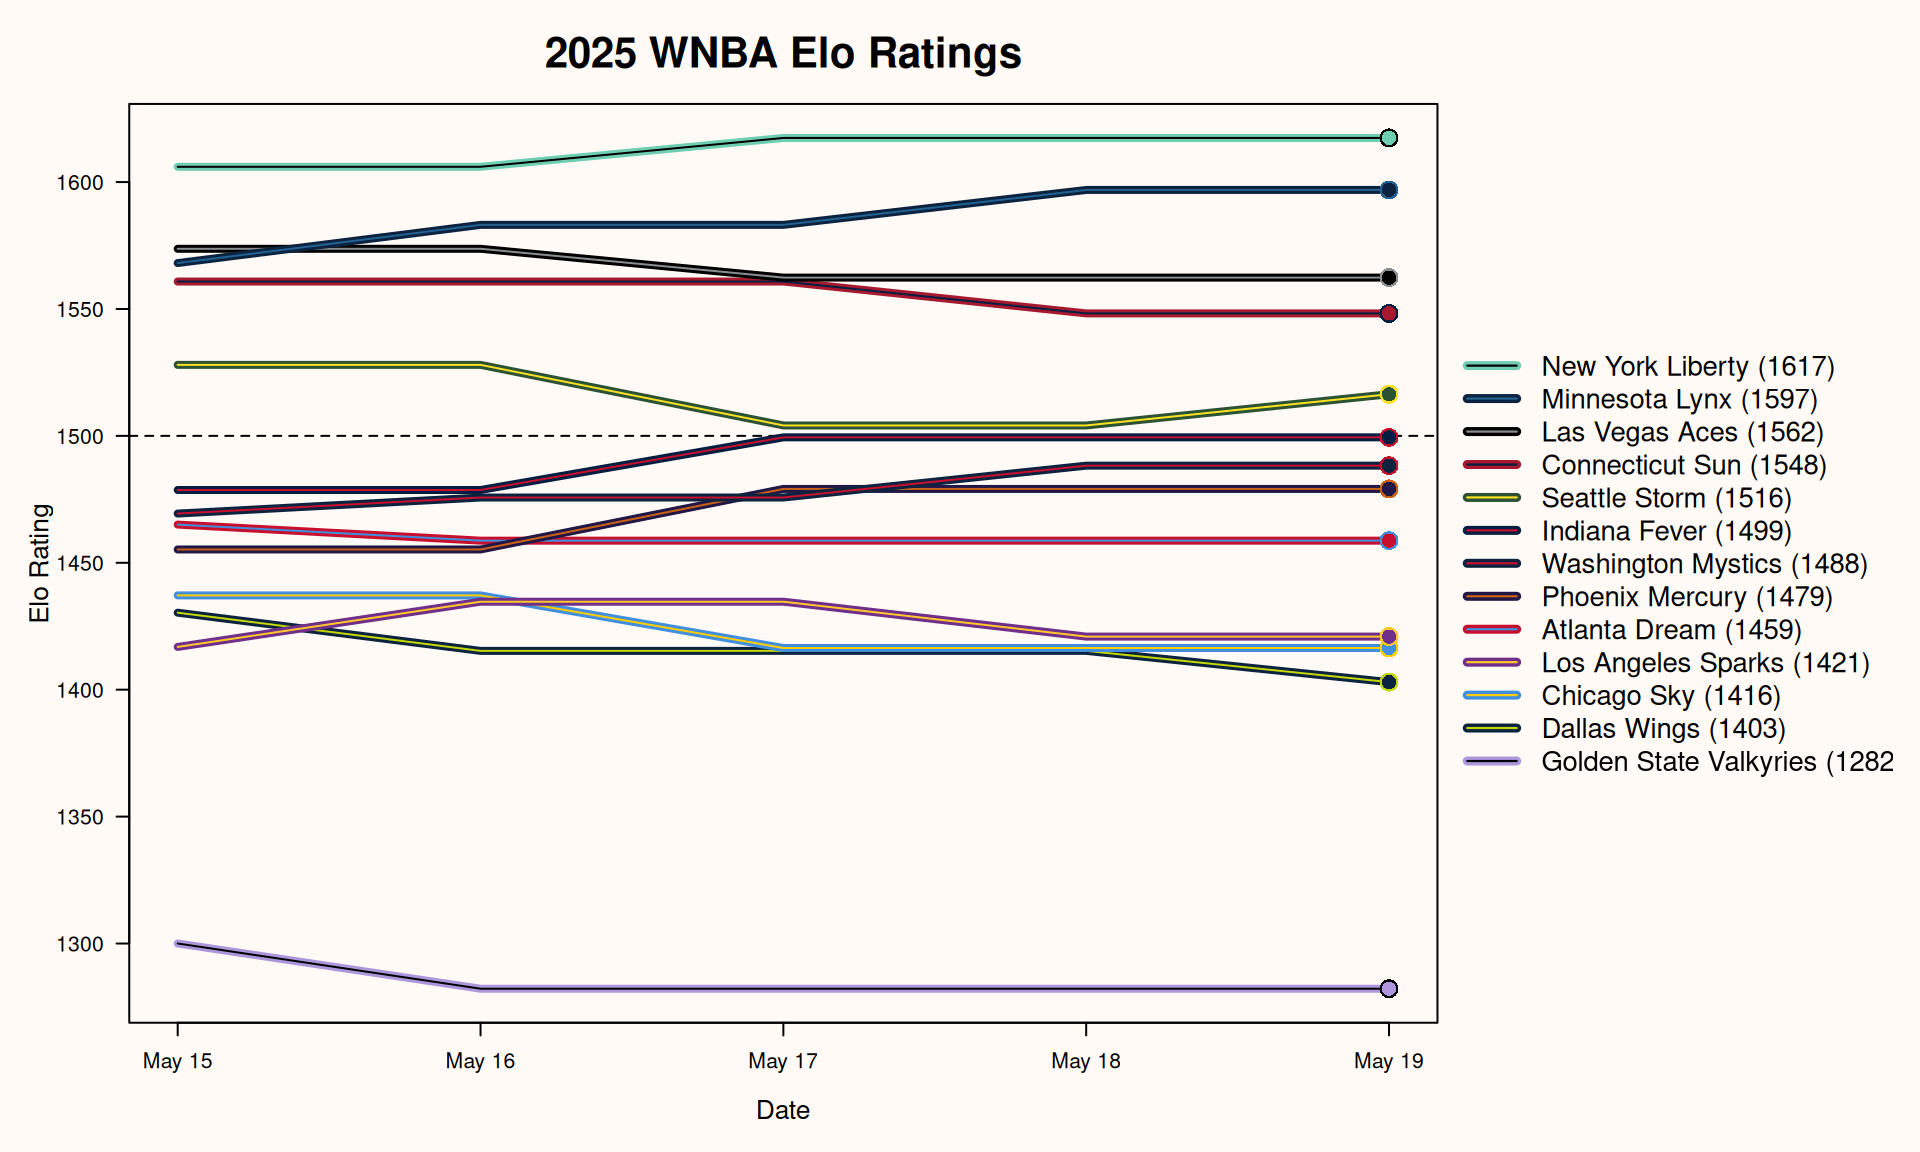 2025 WNBA Elo Ratings
Elo Rating
1600
1550
1500
1450
1400
1350
1300
May 15
May 16
May 17
May 18
May 19
Date
New York Liberty (1617)
Minnesota Lynx (1597)
Las Vegas Aces (1562)
Connecticut Sun (1548)
Seattle Storm (1516)
Indiana Fever (1499)
Washington Mystics (1488)
Phoenix Mercury (1479)
Atlanta Dream (1459)
Los Angeles Sparks (1421)
Chicago Sky (1416)
Dallas Wings (1403)
Golden State Valkyries (1282